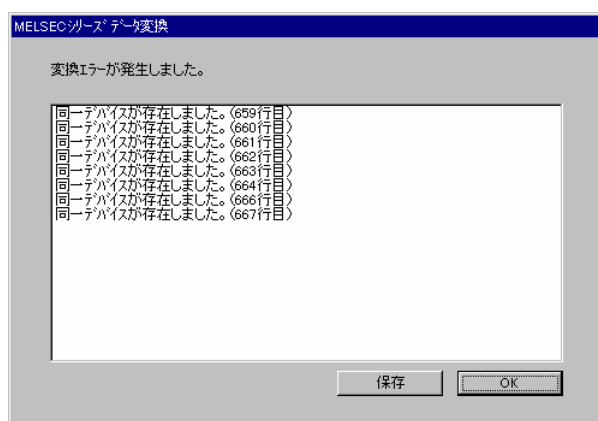 MELSECｼﾘｰｽﾞ ﾃﾞｰﾀ変換
変換ｴﾗｰが発生しました。
同一ﾃﾞﾊﾞｲｽが存在しました。(659行目)
同一ﾃﾞﾊﾞｲｽが存在しました。(660行目)
同一ﾃﾞﾊﾞｲｽが存在しました。(661行目)
同一ﾃﾞﾊﾞｲｽが存在しました。(662行目)
同一ﾃﾞﾊﾞｲｽが存在しました。(663行目)
同一ﾃﾞﾊﾞｲｽが存在しました。(664行目)
同一ﾃﾞﾊﾞｲｽが存在しました。(666行目)
同一ﾃﾞﾊﾞｲｽが存在しました。(667行目)
保存
OK